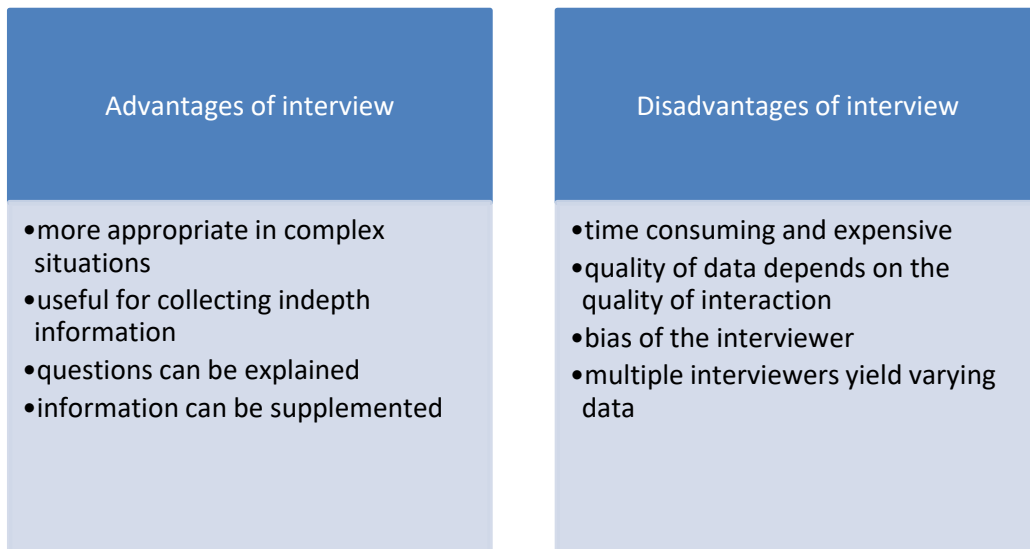 Advantages of interview
•more appropriate in complex
situations
•useful for collecting indepth
information
•questions can be explained
•information can be supplemented
Disadvantages of interview
•time consuming and expensive
•quality of data depends on the
quality of interaction
•bias of the interviewer
•multiple interviewers yield varying
data